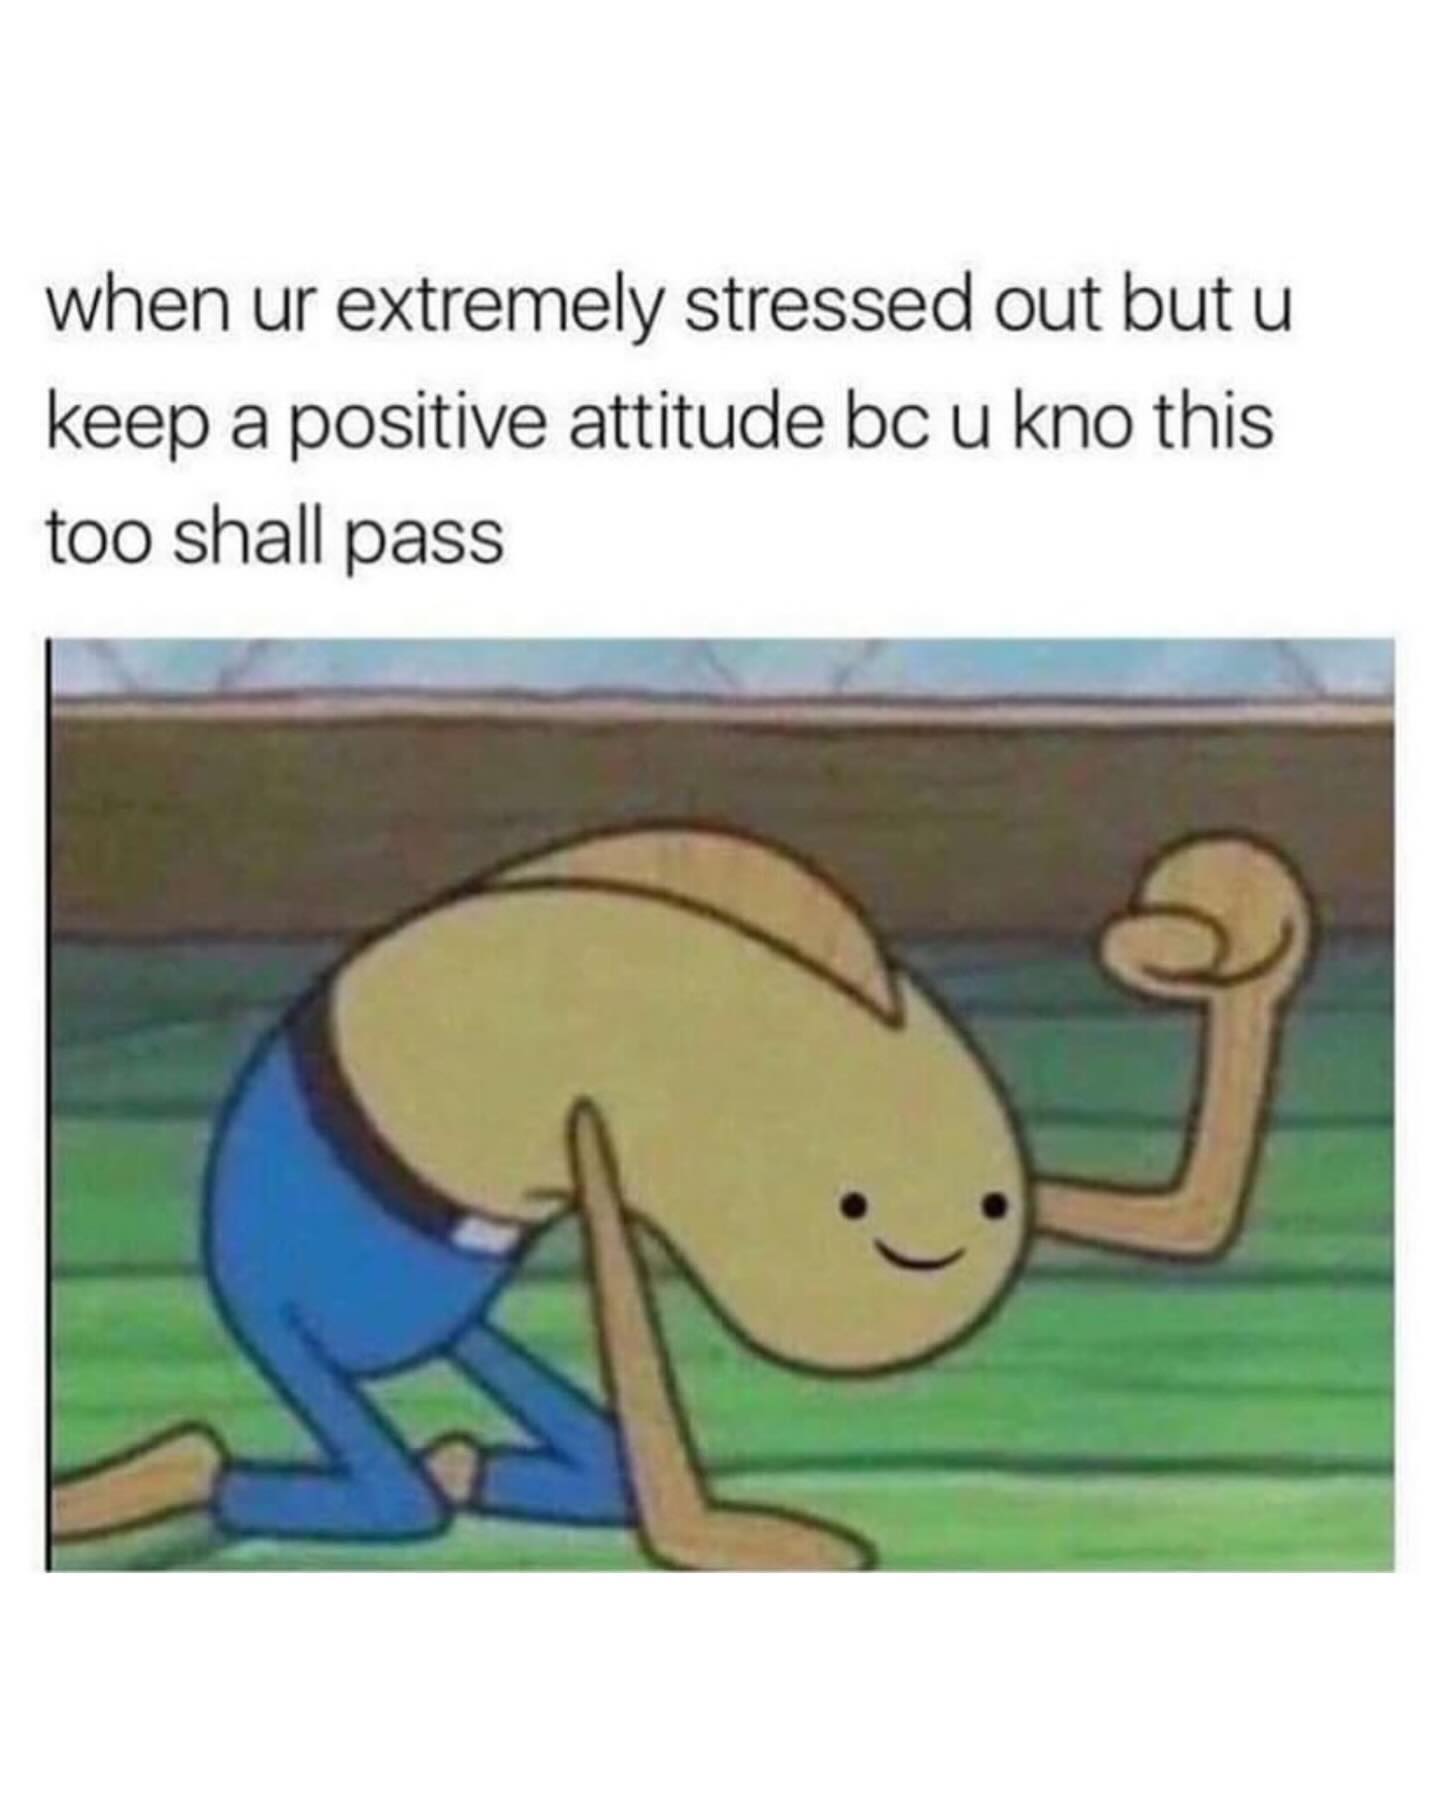 when ur extremely stressed out but u
keep a positive attitude bc u kno this
too shall pass